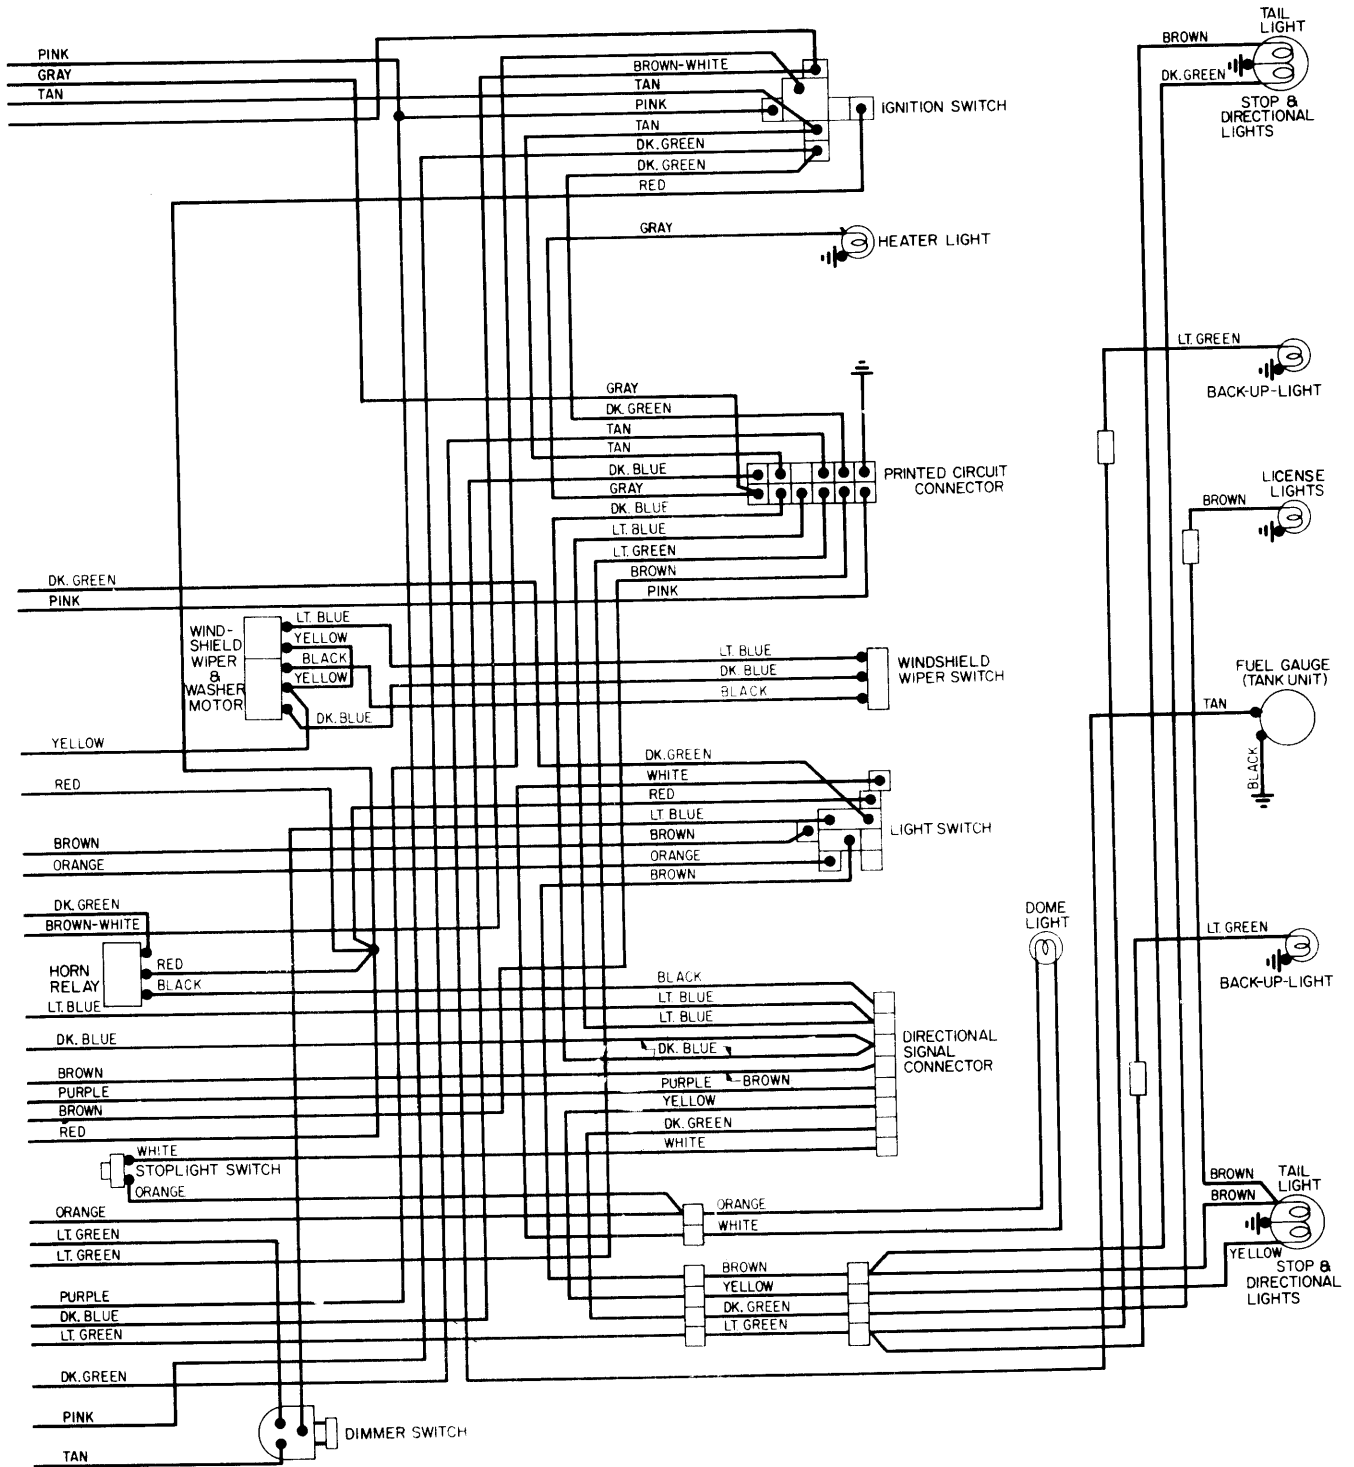 PINK
GRAY
TAN
BROWN-WHITE
TAN
PINK
TAN
DK. GREEN
DK. GREEN
RED
IGNITION SWITCH
BROWN
DK. GREEN
TAIL
LIGHT
STOP &
DIRECTIONAL
LIGHTS
GRAY
HEATER LIGHT
LT. GREEN
BACK-UP-LIGHT
GRAY
DK. GREEN
TAN
TAN
DK. BLUE
GRAY
DK. BLUE
LT. BLUE
LT. GREEN
BROWN
PINK
PRINTED CIRCUIT
CONNECTOR
BROWN
LICENSE
LIGHTS
DK. GREEN
PINK
WIND-
SHIELD
WIPER
&
WASHER
MOTOR
LT. BLUE
YELLOW
BLACK
YELLOW
DK. BLUE
LT. BLUE
DK. BLUE
BLACK
WINDSHIELD
WIPER SWITCH
FUEL GAUGE
(TANK UNIT)
TAN
BLACK
YELLOW
RED
DK. GREEN
WHITE
RED
LT BLUE
BROWN
ORANGE
BROWN
LIGHT SWITCH
BROWN
ORANGE
DK. GREEN
BROWN-WHITE
HORN
RELAY
RED
BLACK
DOME
LIGHT
LT. GREEN
BACK-UP-LIGHT
LT. BLUE
DK. BLUE
BROWN
PURPLE
BROWN
RED
BLACK
LT. BLUE
LT. BLUE
DK. BLUE
BROWN
PURPLE
YELLOW
DK. GREEN
WHITE
DIRECTIONAL
SIGNAL
CONNECTOR
WHITE
STOPLIGHT SWITCH
ORANGE
ORANGE
LT. GREEN
LT. GREEN
ORANGE
WHITE
BROWN
BROWN
TAIL
LIGHT
YELLOW
STOP &
DIRECTIONAL
LIGHTS
BROWN
YELLOW
DK. GREEN
LT. GREEN
PURPLE
DK. BLUE
LT. GREEN
DK. GREEN
PINK
TAN
DIMMER SWITCH